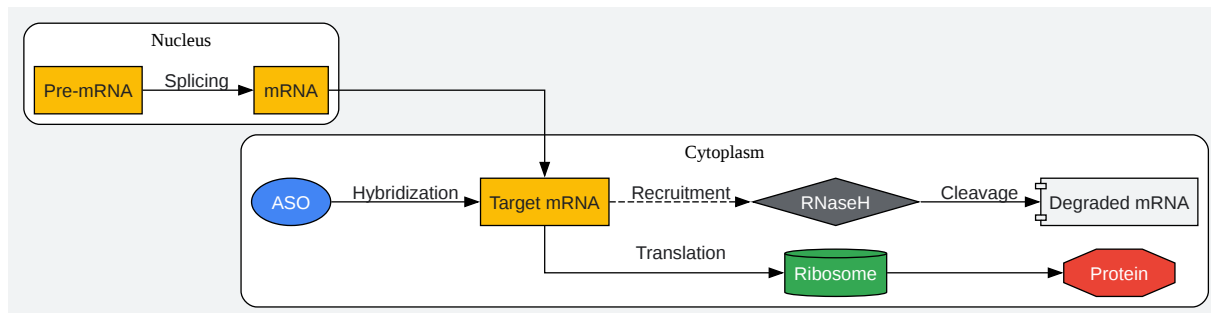 Nucleus
Pre-mRNA
Splicing
mRNA
Cytoplasm
ASO
Hybridization
Target mRNA
Recruitment
RNaseH
Cleavage
Degraded mRNA
Translation
Ribosome
Protein